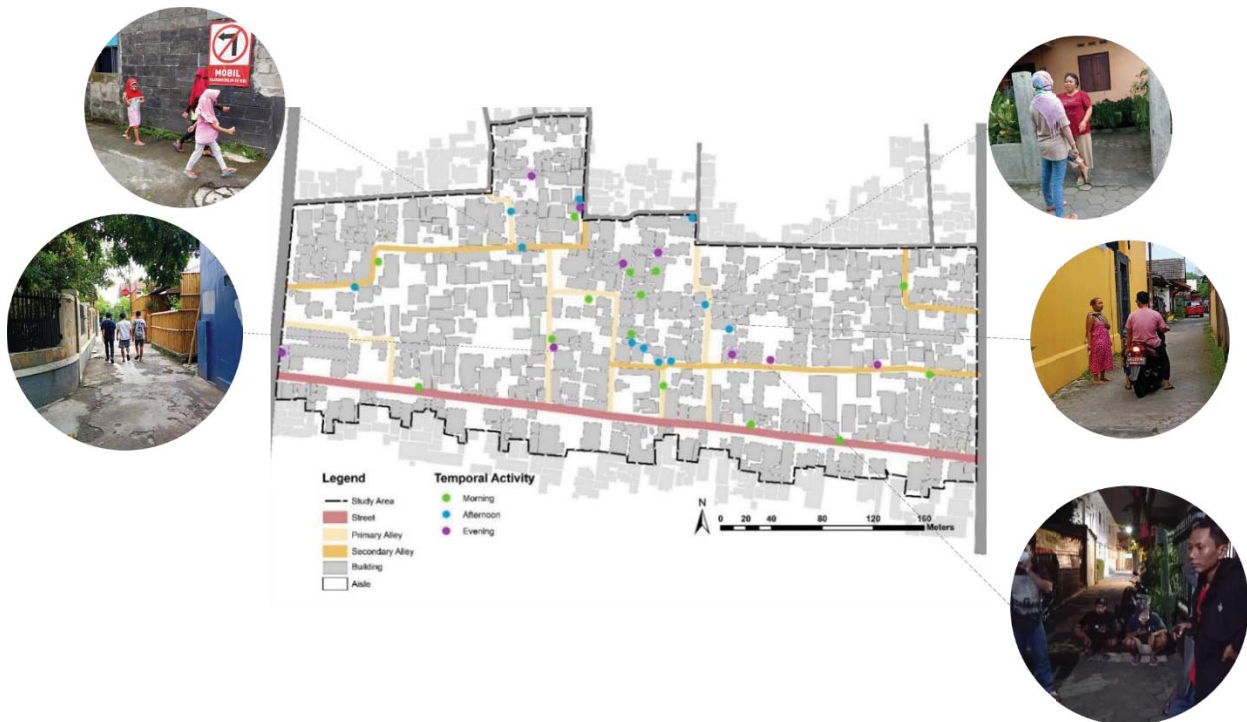 MOBIL
Legend
Study Area
Street
Primary Alley
Secondary Alley
Building
Aisle
Temporal Activity
Morning
Afternoon
Evening
N
0 20 40 80 120 160
Meters